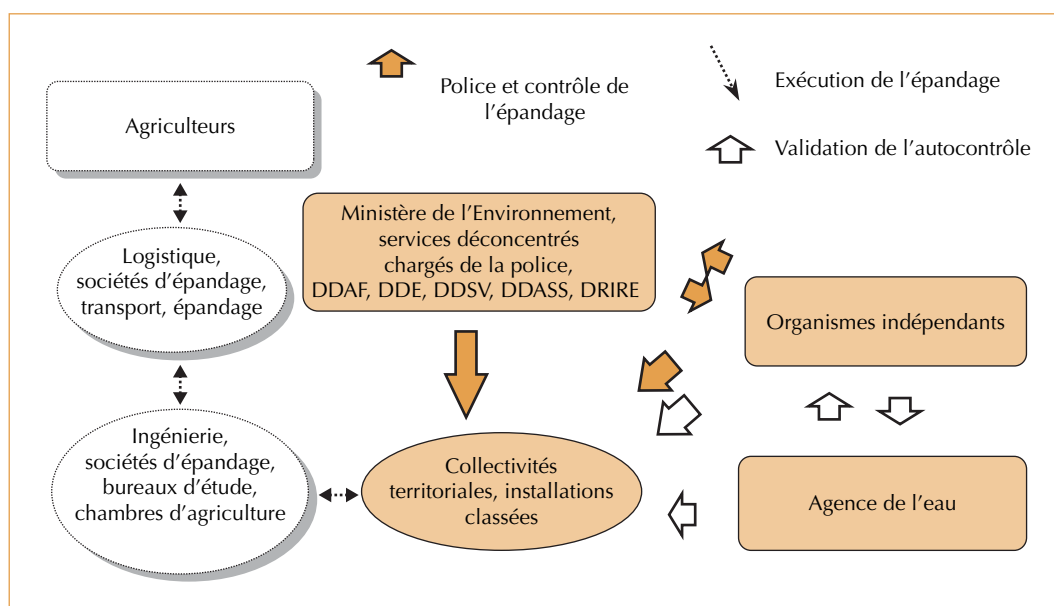 Police et contrôle de
l'épandage
Exécution de l'épandage
Validation de l'autocontrôle
Agriculteurs
Logistique,
sociétés d'épandage,
transport, épandage
Ingénierie,
sociétés d'épandage,
bureaux d'étude,
chambres d'agriculture
Ministère de l'Environnement,
services déconcentrés
chargés de la police,
DDAF, DDE, DDSV, DDASS, DRIRE
Collectivités
territoriales, installations
classées
Organismes indépendants
Agence de l'eau